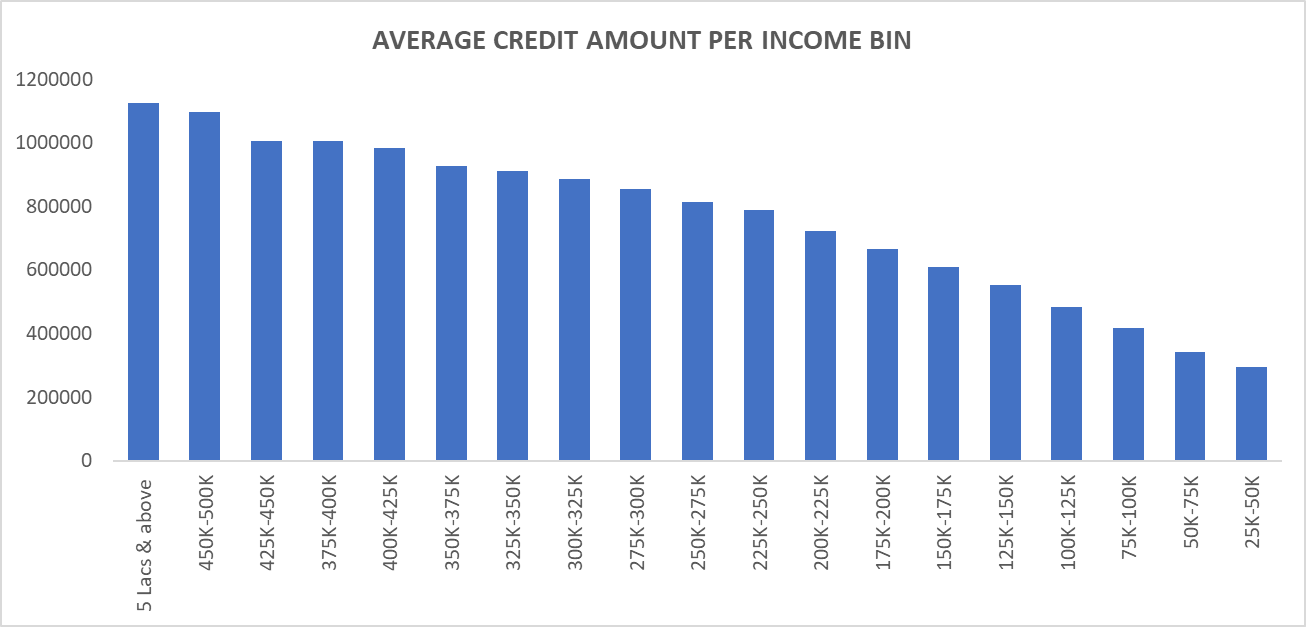 AVERAGE CREDIT AMOUNT PER INCOME BIN
1200000
1000000
800000
600000
400000
200000
0
5 Lacs & above
450K-500K
425K-450K
375K-400K
400K-425K
350K-375K
325K-350K
300K-325K
275K-300K
250K-275K
225K-250K
200K-225K
175K-200K
150K-175K
125K-150K
100K-125K
75K-100K
50K-75K
25K-50K